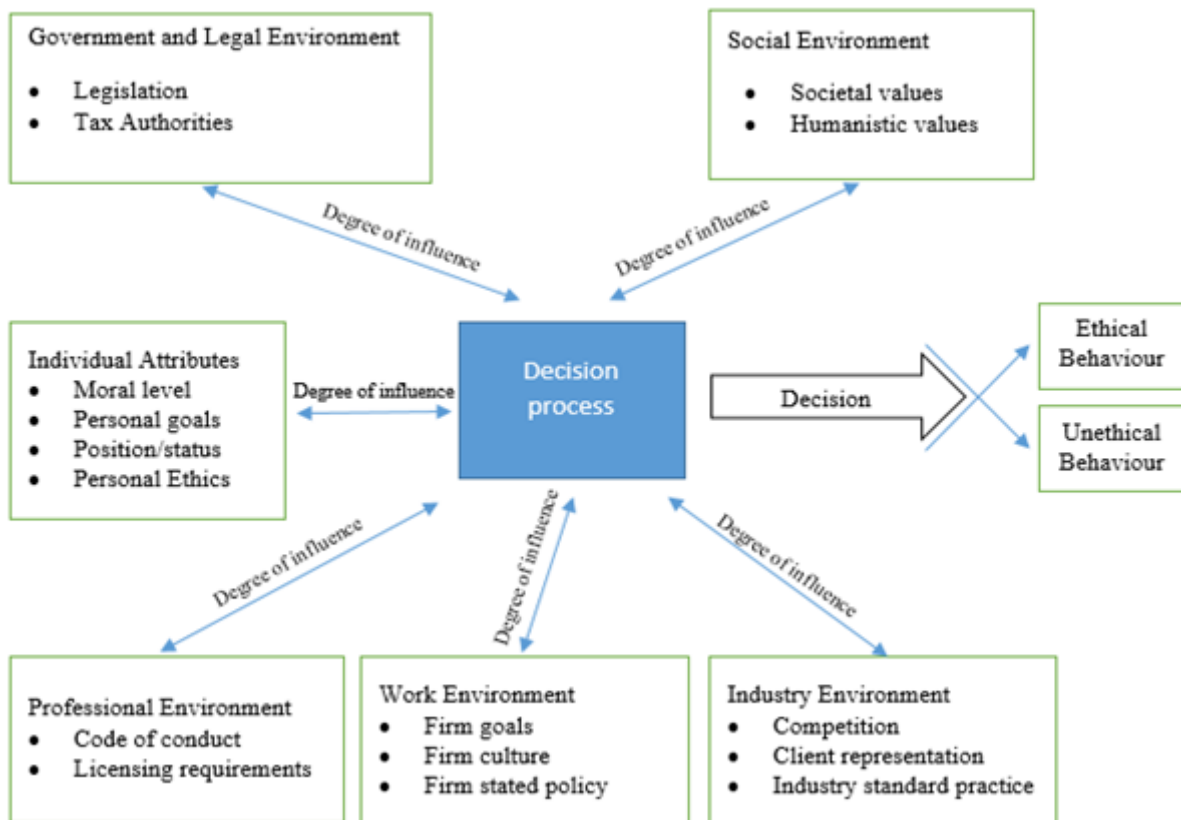 Government and Legal Environment
• Legislation
• Tax Authorities
Social Environment
• Societal values
• Humanistic values
Degree of influence
Degree of influence
Individual Attributes
• Moral level
• Personal goals
• Position/status
• Personal Ethics
Degree of influence
Decision
process
Decision
Ethical
Behaviour
Unethical
Behaviour
Degree of influence
Degree of influence
Degree of influence
Professional Environment
• Code of conduct
• Licensing requirements
Work Environment
• Firm goals
• Firm culture
• Firm stated policy
Industry Environment
• Competition
• Client representation
• Industry standard practice